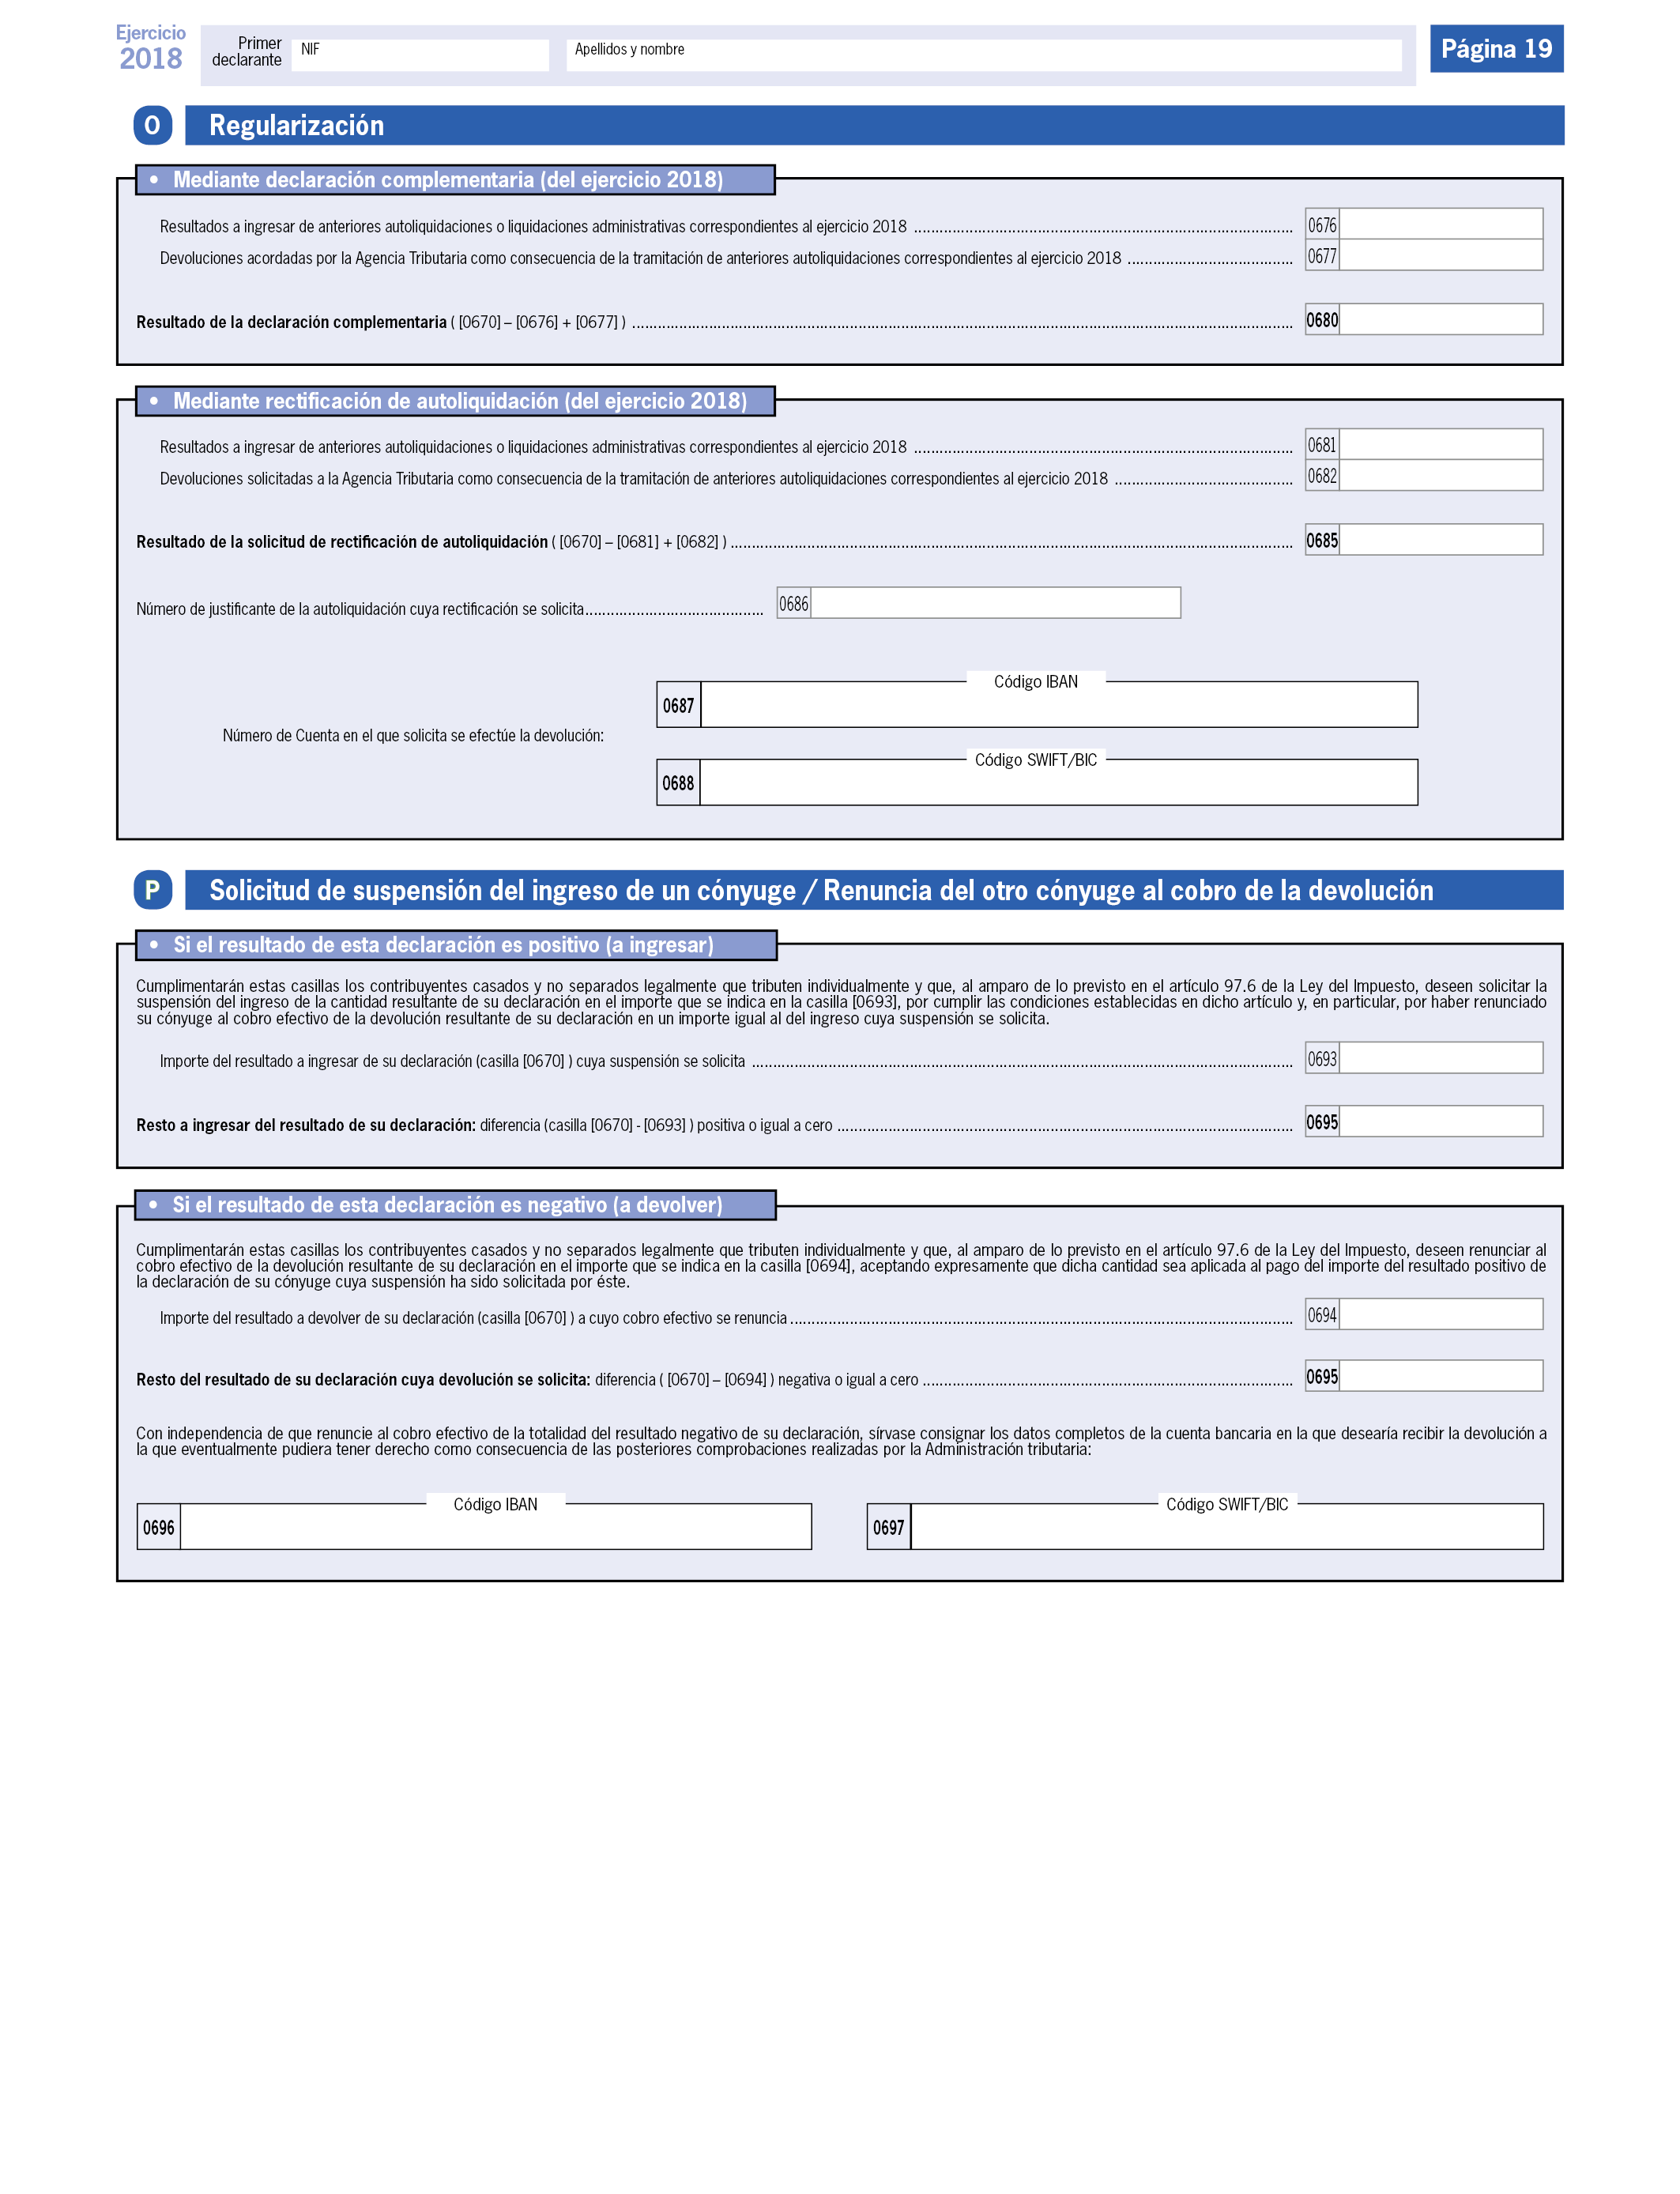 Ejercicio
2018
Primer
declarante
NIF
Apellidos y nombre
Página 19
O
Regularización
• Mediante declaración complementaria (del ejercicio 2018)
Resultados a ingresar de anteriores autoliquidaciones o liquidaciones administrativas correspondientes al ejercicio 2018 ........ 0676
Devoluciones acordadas por la Agencia Tributaria como consecuencia de la tramitación de anteriores autoliquidaciones correspondientes al ejercicio 2018 ........ 0677
Resultado de la declaración complementaria ( [0670] – [0676] + [0677] ) ........ 0680
• Mediante rectificación de autoliquidación (del ejercicio 2018)
Resultados a ingresar de anteriores autoliquidaciones o liquidaciones administrativas correspondientes al ejercicio 2018 ........ 0681
Devoluciones solicitadas a la Agencia Tributaria como consecuencia de la tramitación de anteriores autoliquidaciones correspondientes al ejercicio 2018 ........ 0682
Resultado de la solicitud de rectificación de autoliquidación ( [0670] – [0681] + [0682] ) ........ 0685
Número de justificante de la autoliquidación cuya rectificación se solicita ........ 0686
Código IBAN
0687
Número de Cuenta en el que solicita se efectúe la devolución:
Código SWIFT/BIC
0688
P
Solicitud de suspensión del ingreso de un cónyuge / Renuncia del otro cónyuge al cobro de la devolución
• Si el resultado de esta declaración es positivo (a ingresar)
Cumplimentarán estas casillas los contribuyentes casados y no separados legalmente que tributen individualmente y que, al amparo de lo previsto en el artículo 97.6 de la Ley del Impuesto, deseen solicitar la
suspensión del ingreso de la cantidad resultante de su declaración en el importe que se indica en la casilla [0693], por cumplir las condiciones establecidas en dicho artículo y, en particular, por haber renunciado
su cónyuge al cobro efectivo de la devolución resultante de su declaración en un importe igual al del ingreso cuya suspensión se solicita.
Importe del resultado a ingresar de su declaración (casilla [0670] ) cuya suspensión se solicita ........ 0693
Resto a ingresar del resultado de su declaración: diferencia (casilla [0670] - [0693] ) positiva o igual a cero ........ 0695
• Si el resultado de esta declaración es negativo (a devolver)
Cumplimentarán estas casillas los contribuyentes casados y no separados legalmente que tributen individualmente y que, al amparo de lo previsto en el artículo 97.6 de la Ley del Impuesto, deseen renunciar al
cobro efectivo de la devolución resultante de su declaración en el importe que se indica en la casilla [0694], aceptando expresamente que dicha cantidad sea aplicada al pago del importe del resultado positivo de
la declaración de su cónyuge cuya suspensión ha sido solicitada por éste.
Importe del resultado a devolver de su declaración (casilla [0670] ) a cuyo cobro efectivo se renuncia ........ 0694
Resto del resultado de su declaración cuya devolución se solicita: diferencia ( [0670] – [0694] ) negativa o igual a cero ........ 0695
Con independencia de que renuncie al cobro efectivo de la totalidad del resultado negativo de su declaración, sírvase consignar los datos completos de la cuenta bancaria en la que desearía recibir la devolución a
la que eventualmente pudiera tener derecho como consecuencia de las posteriores comprobaciones realizadas por la Administración tributaria:
Código IBAN
0696
Código SWIFT/BIC
0697